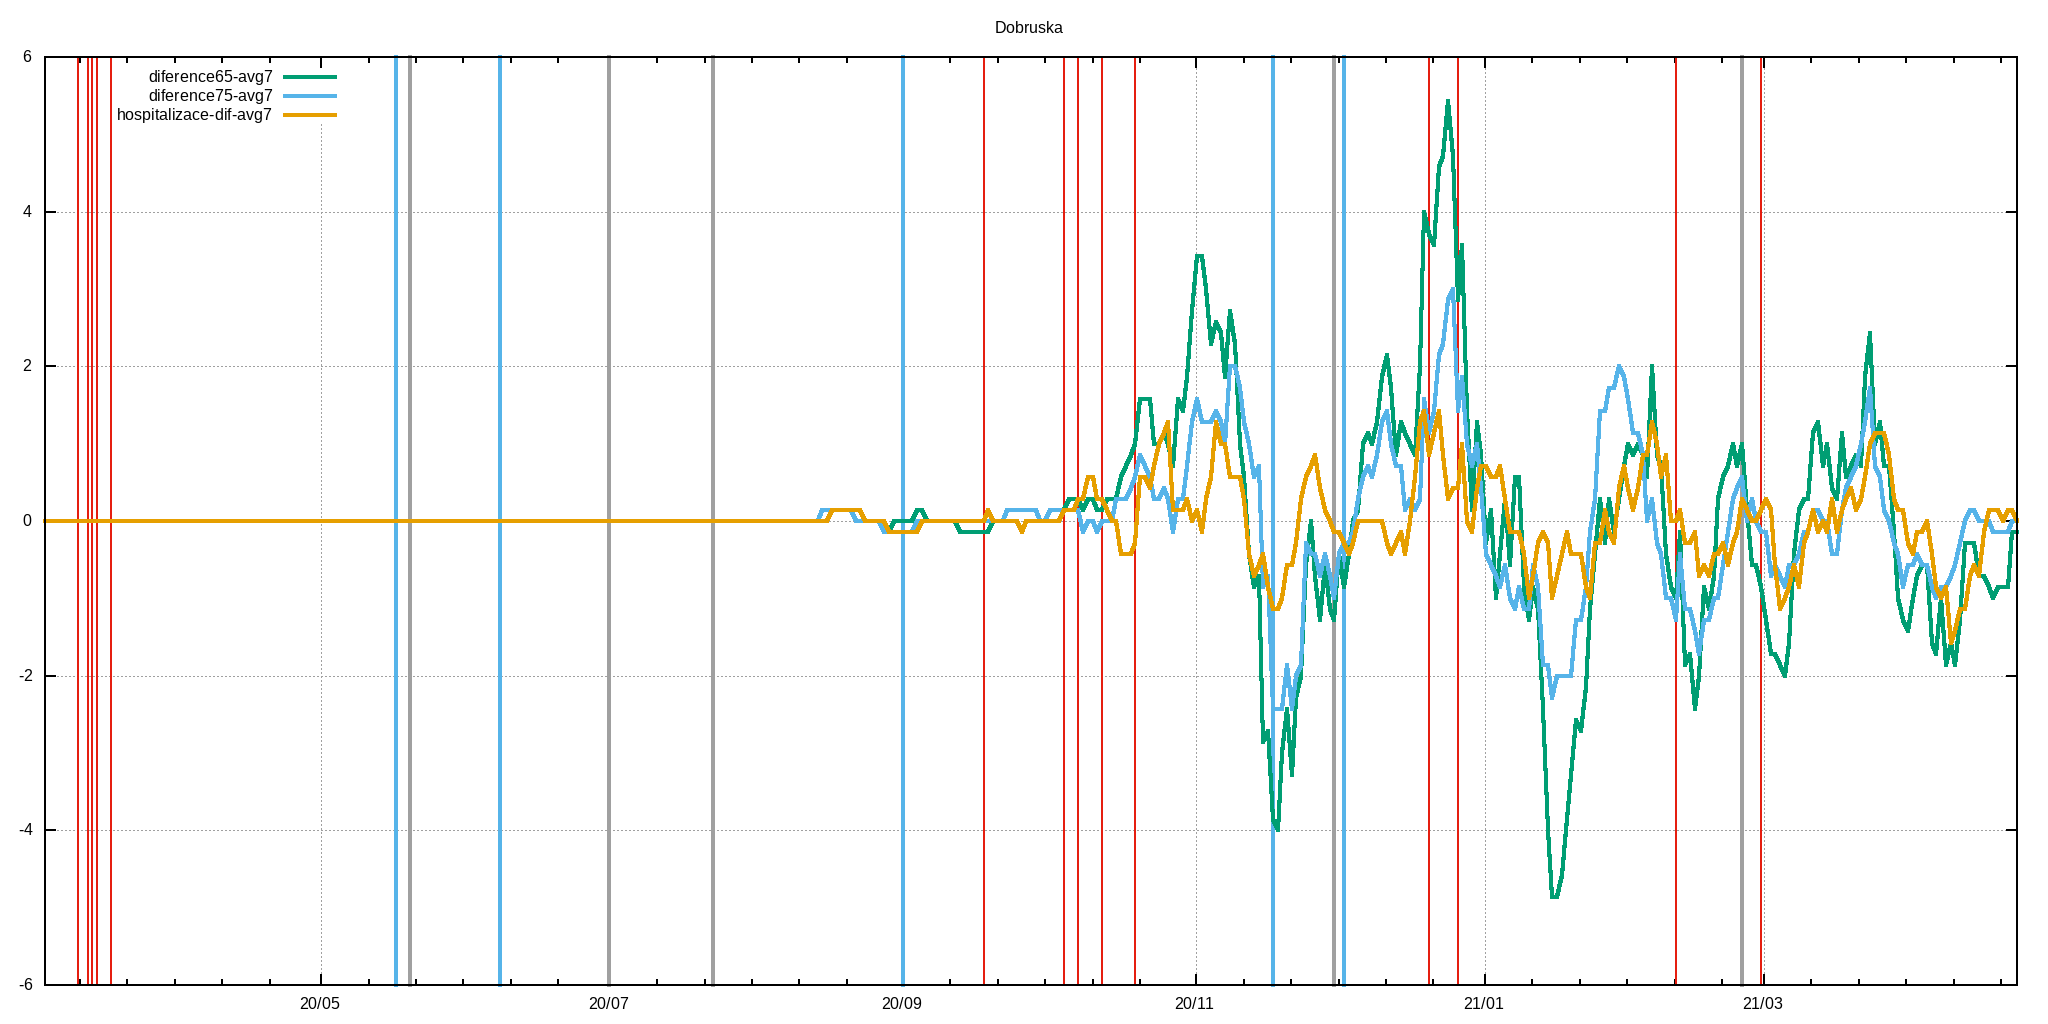 Dobruska
6
diference65-avg7
diference75-avg7
hospitalizace-dif-avg7
4
2
0
-2
-4
-6
20/05 20/07 20/09 20/11 21/01 21/03